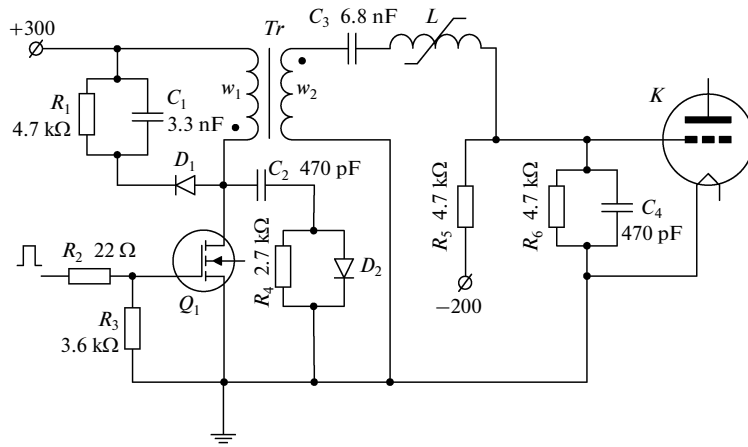 +300
Tr
C3 6.8 nF
L
R1
4.7 kΩ
C1
3.3 nF
w1
w2
K
D1
C2 470 pF
R5 4.7 kΩ
R6 4.7 kΩ
C4
470 pF
R2 22 Ω
Q1
R4 2.7 kΩ
D2
−200
R3
3.6 kΩ